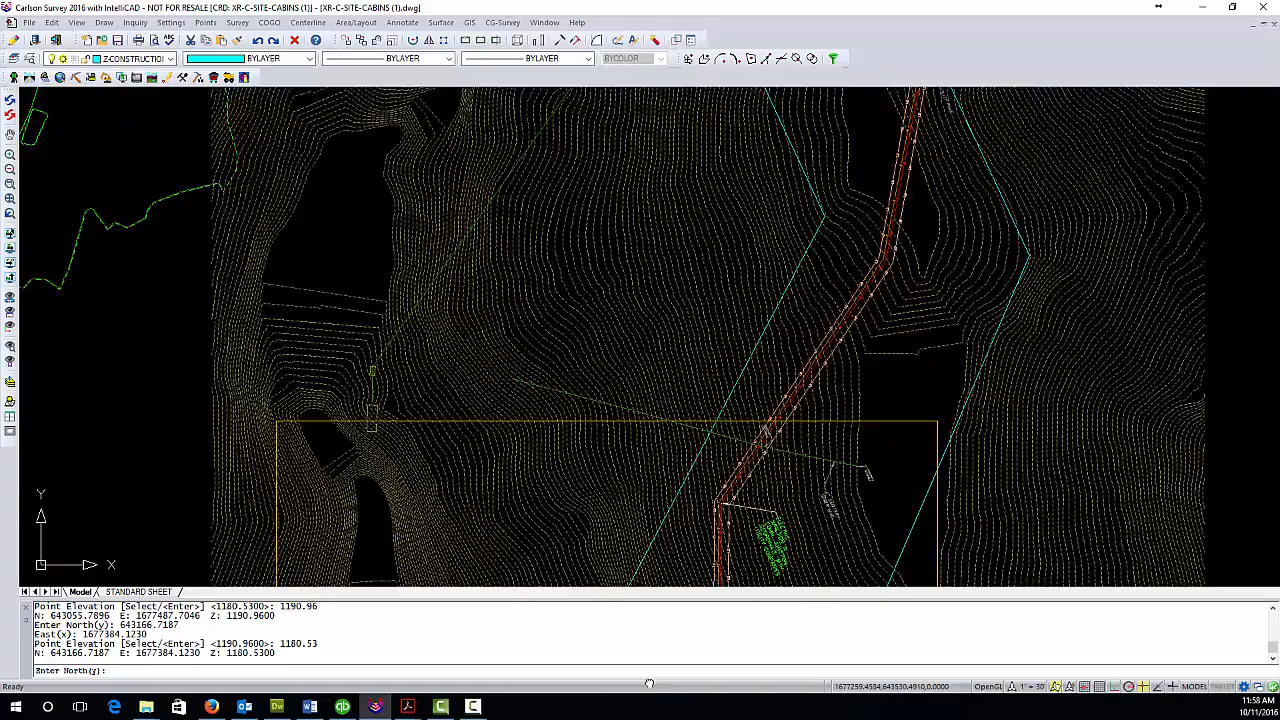 Carlson Survey 2016 with IntelliCAD - NOT FOR RESALE [CRD: XR-C-SITE-CABINS (1)] - [XR-C-SITE-CABINS (1).dwg]
File Edit View Draw Inquiry Settings Points Survey COGO Centerline Area/Layout Annotate Surface GIS CG-Survey Window Help
Z-CONSTRUCTIO BYLAYER BYLAYER BYLAYER BYCOLOR
Y
X
Model STANDARD SHEET
Point Elevation [Select/<Enter>] <1180.5300>: 1190.96
N: 643055.7896 E: 1677487.7046 Z: 1190.9600
Enter North(y): 643166.7187
East(x): 1677384.1230
Point Elevation [Select/<Enter>] <1190.9600>: 1180.53
N: 643166.7187 E: 1677384.1230 Z: 1180.5300
Enter North(y):
Ready 1677259.4584,643530.4910,0.0000 OpenGL 1" = 30' MODEL TABLET
11:58 AM
10/11/2016